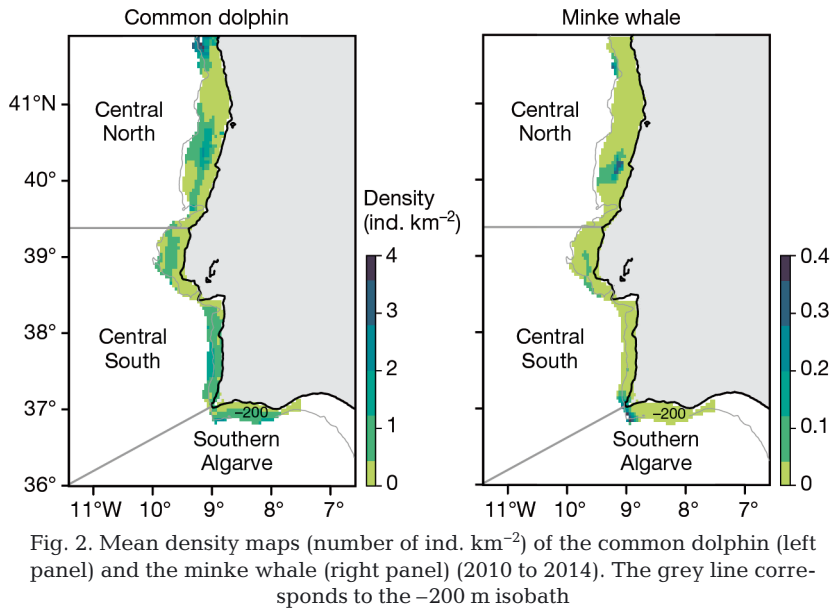 Common dolphin
Minke whale
41°N
40°
39°
38°
37°
36°
Central
North
Central
South
–200
Southern
Algarve
11°W
10°
9°
8°
7°
Density
(ind. km–2)
4
3
2
1
0
Central
North
Central
South
–200
Southern
Algarve
11°W
10°
9°
8°
7°
0.4
0.3
0.2
0.1
0
Fig. 2. Mean density maps (number of ind. km–2) of the common dolphin (left
panel) and the minke whale (right panel) (2010 to 2014). The grey line corre-
sponds to the –200 m isobath